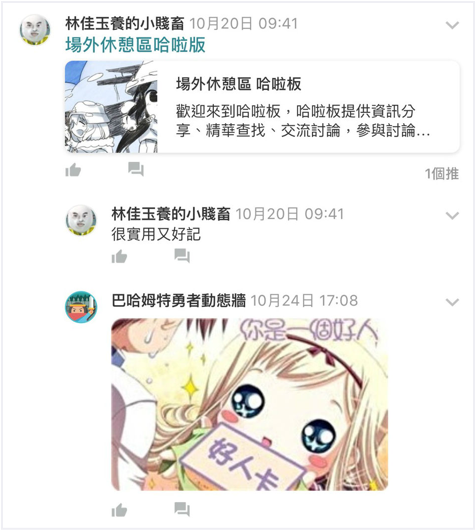 林佳玉養的小賤畜 10月20日 09:41
場外休憩區哈啦版
場外休憩區 哈啦板
歡迎來到哈啦板，哈啦板提供資訊分
享、精華查找、交流討論，參與討論...
1個推
林佳玉養的小賤畜 10月20日 09:41
很實用又好記
巴哈姆特勇者動態牆 10月24日 17:08
你是一個好人
好人卡